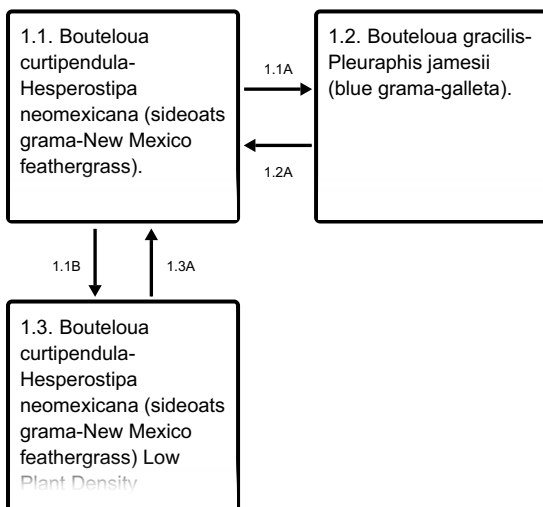 1.1. Bouteloua
curtipendula-
Hesperostipa
neomexicana (sideoats
grama-New Mexico
feathergrass).
1.1A
1.2. Bouteloua gracilis-
Pleuraphis jamesii
(blue grama-galleta).
1.2A
1.1B
1.3A
1.3. Bouteloua
curtipendula-
Hesperostipa
neomexicana (sideoats
grama-New Mexico
feathergrass) Low
Plant Density